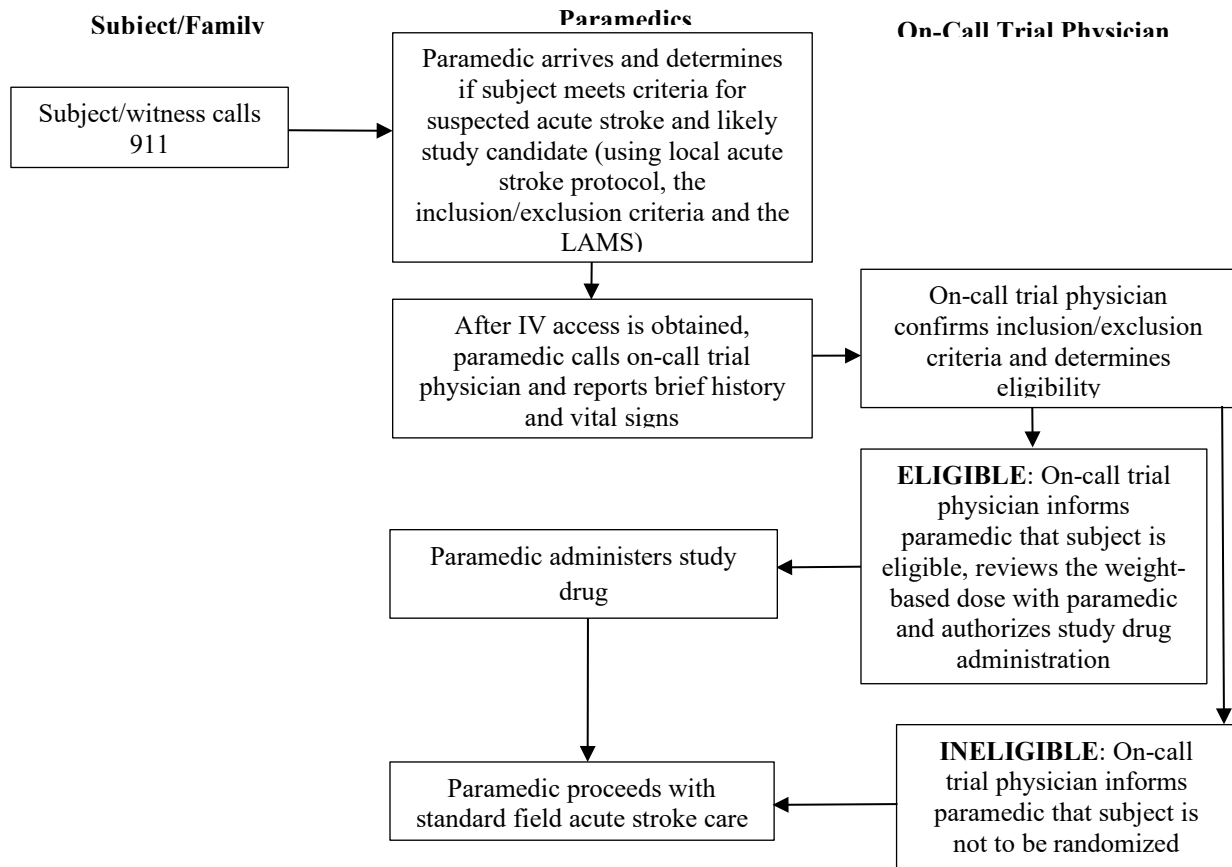 Subject/Family
Paramedics
On-Call Trial Physician
Subject/witness calls
911
Paramedic arrives and determines
if subject meets criteria for
suspected acute stroke and likely
study candidate (using local acute
stroke protocol, the
inclusion/exclusion criteria and the
LAMS)
After IV access is obtained,
paramedic calls on-call trial
physician and reports brief history
and vital signs
On-call trial physician
confirms inclusion/exclusion
criteria and determines
eligibility
ELIGIBLE: On-call trial
physician informs
paramedic that subject is
eligible, reviews the weight-
based dose with paramedic
and authorizes study drug
administration
Paramedic administers study
drug
INELIGIBLE: On-call
trial physician informs
paramedic that subject is
not to be randomized
Paramedic proceeds with
standard field acute stroke care